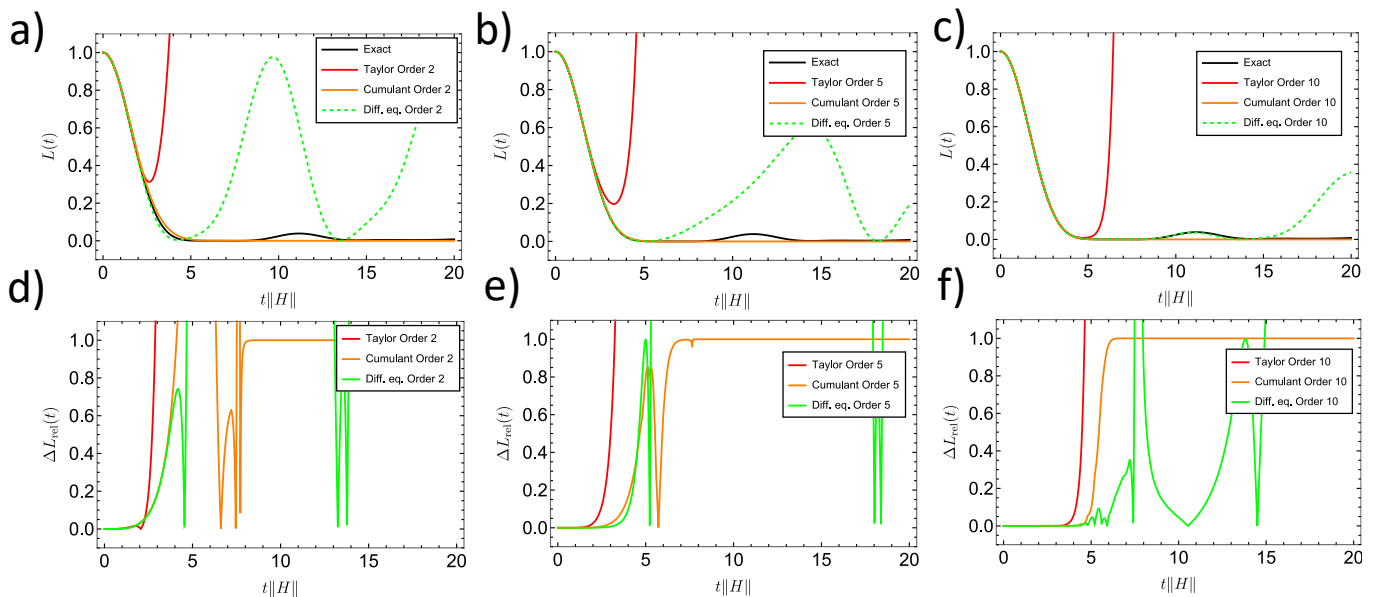 a)
L(t)
1.0
0.8
0.6
0.4
0.2
0.0
0 5 10 15 20
t‖H‖
Exact
Taylor Order 2
Cumulant Order 2
Diff. eq. Order 2
b)
L(t)
1.0
0.8
0.6
0.4
0.2
0.0
0 5 10 15 20
t‖H‖
Exact
Taylor Order 5
Cumulant Order 5
Diff. eq. Order 5
c)
L(t)
1.0
0.8
0.6
0.4
0.2
0.0
0 5 10 15 20
t‖H‖
Exact
Taylor Order 10
Cumulant Order 10
Diff. eq. Order 10
d)
ΔL_rel(t)
1.0
0.8
0.6
0.4
0.2
0.0
0 5 10 15 20
t‖H‖
Taylor Order 2
Cumulant Order 2
Diff. eq. Order 2
e)
ΔL_rel(t)
1.0
0.8
0.6
0.4
0.2
0.0
0 5 10 15 20
t‖H‖
Taylor Order 5
Cumulant Order 5
Diff. eq. Order 5
f)
ΔL_rel(t)
1.0
0.8
0.6
0.4
0.2
0.0
0 5 10 15 20
t‖H‖
Taylor Order 10
Cumulant Order 10
Diff. eq. Order 10